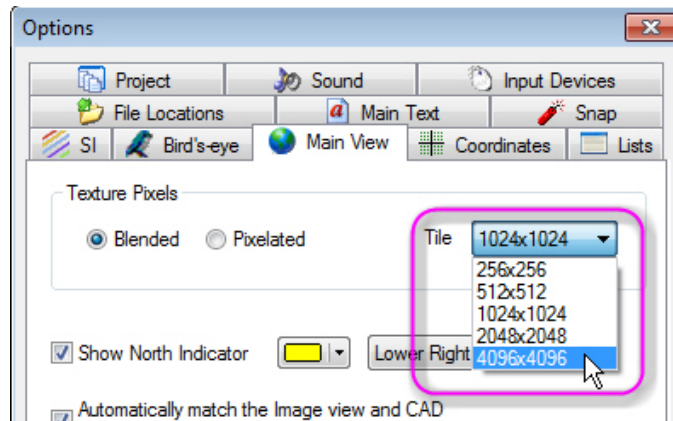 Options
Project Sound Input Devices
File Locations a Main Text Snap
SI Bird's-eye Main View Coordinates Lists
Texture Pixels
Blended Pixelated Tile 1024x1024
256x256
512x512
1024x1024
2048x2048
Show North Indicator Lower Right 4096x4096
Automatically match the Image view and CAD